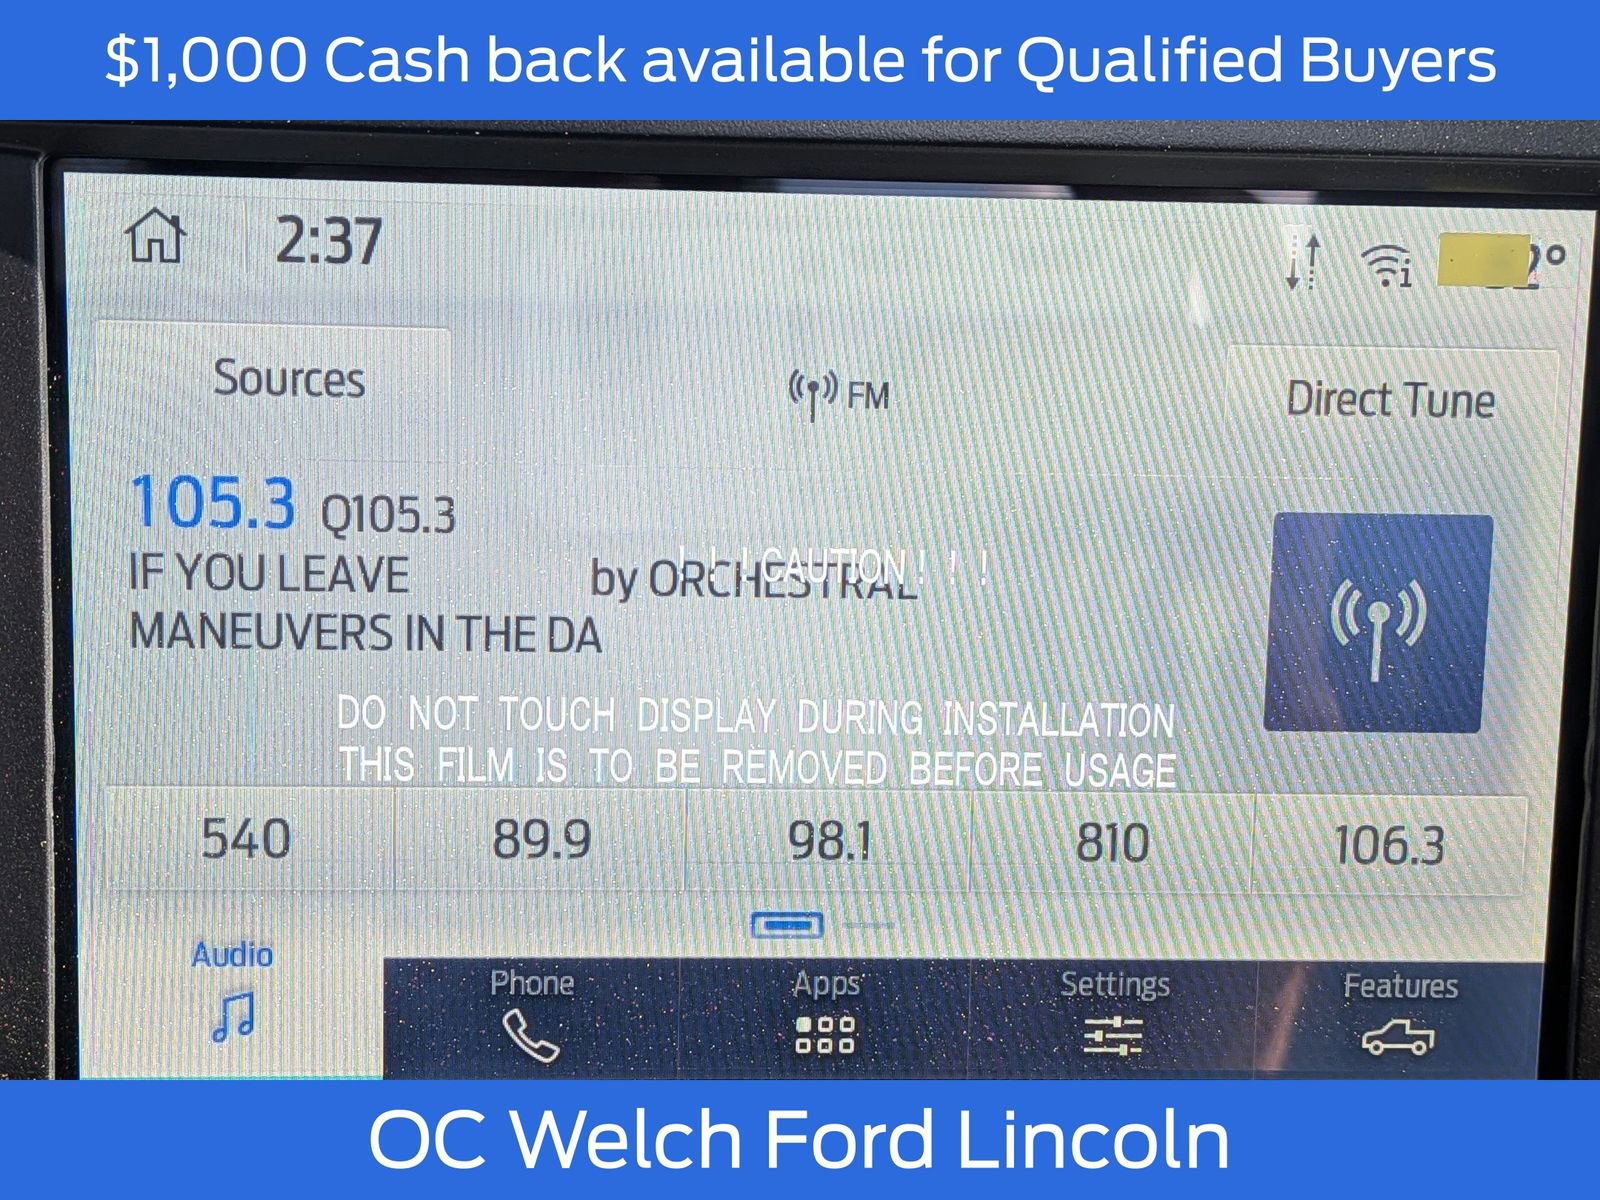 $1,000 Cash back available for Qualified Buyers
2:37
2°
Sources
FM
Direct Tune
105.3 Q105.3
IF YOU LEAVE by ORCHESTRAL
! ! ! CAUTION ! ! !
MANEUVERS IN THE DA
DO NOT TOUCH DISPLAY DURING INSTALLATION
THIS FILM IS TO BE REMOVED BEFORE USAGE
540 89.9 98.1 810 106.3
Audio Phone Apps Settings Features
OC Welch Ford Lincoln